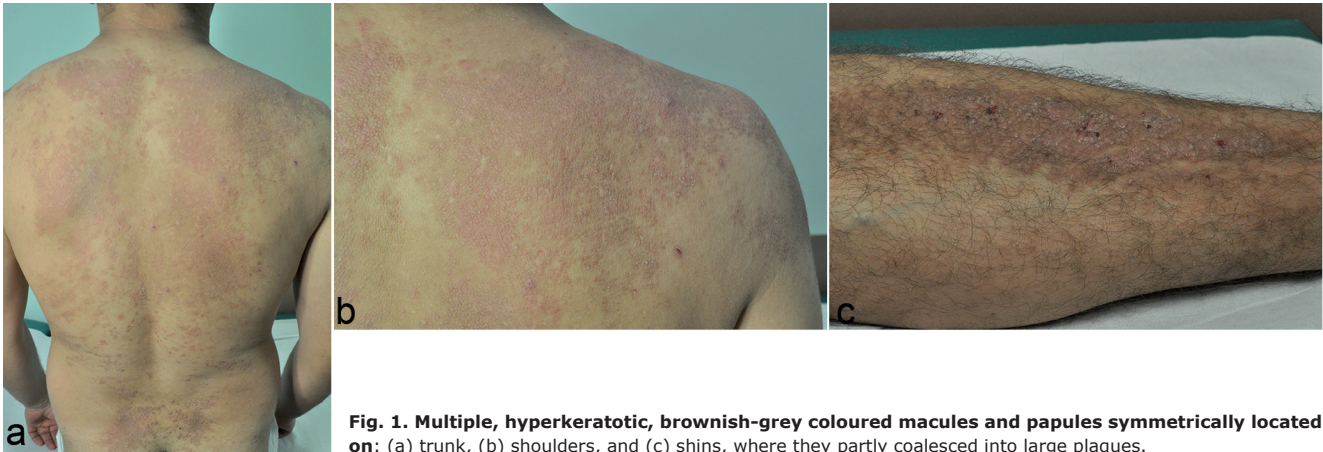 a
b
c
Fig. 1. Multiple, hyperkeratotic, brownish-grey coloured macules and papules symmetrically located
on: (a) trunk, (b) shoulders, and (c) shins, where they partly coalesced into large plaques.